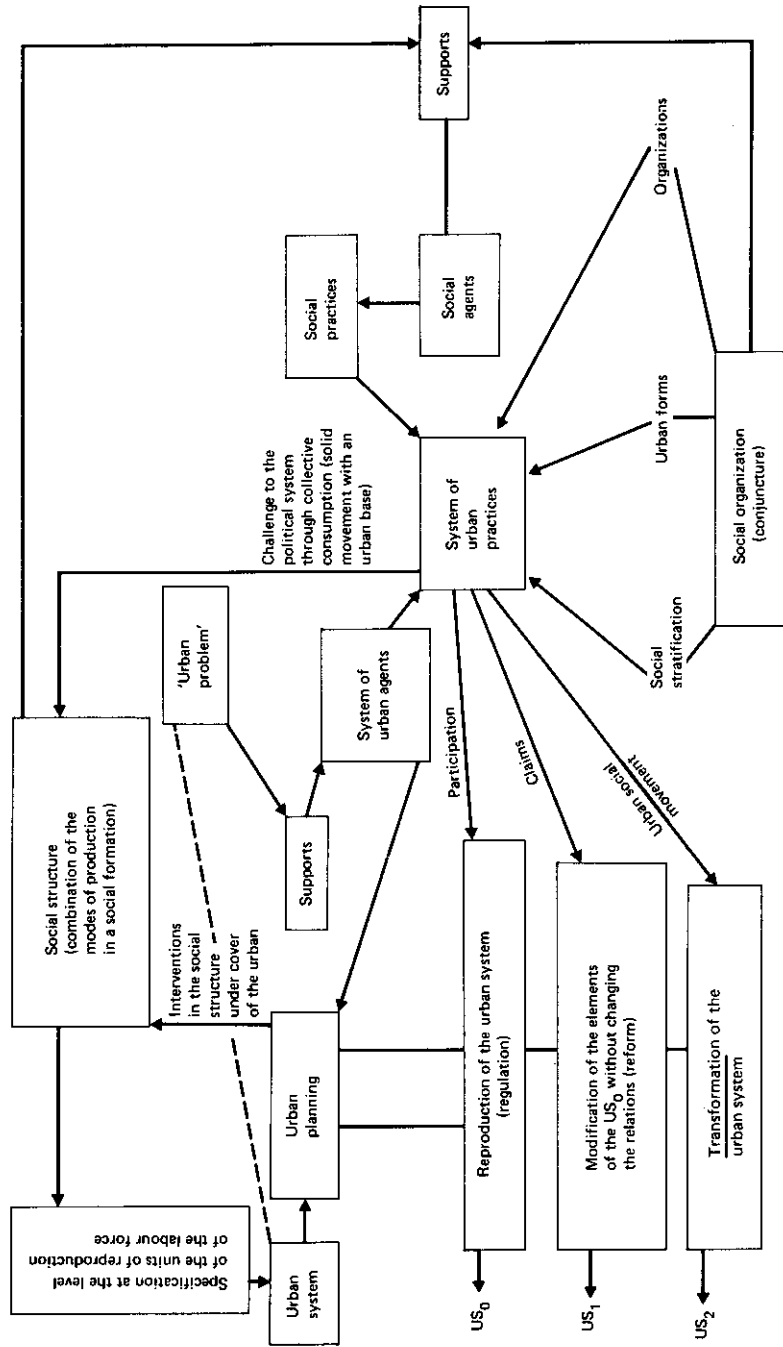 Specification at the level
of the units of reproduction
of the labour force
Social structure
(combination of the
modes of production
in a social formation)
Urban
system
Interventions
in the social
structure
under cover
of the urban
'Urban
problem'
Challenge to the
political system
through collective
consumption (solid
movement with an
urban base)
Urban
planning
Supports
System of
urban agents
Social
practices
Social
agents
Supports
System of
urban
practices
Participation
Claims
Urban social
movement
Social
stratification
Urban forms
Organizations
Reproduction of the urban system
(regulation)
US₀
Modification of the elements
of the US₀ without changing
the relations (reform)
US₁
Transformation of the
urban system
US₂
Social organization
(conjuncture)